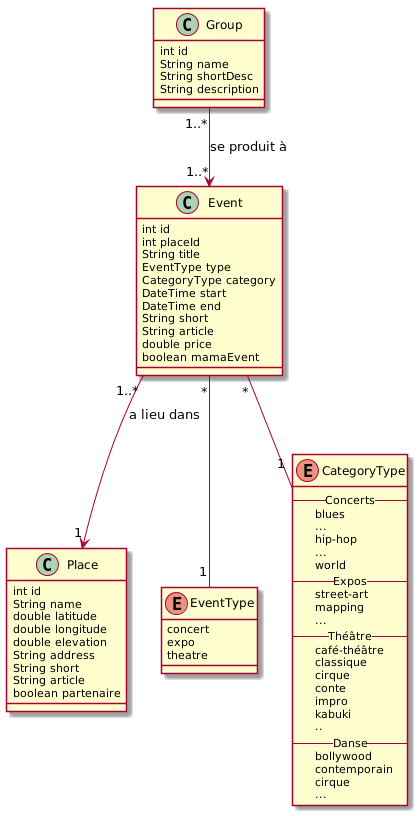 C Group
int id
String name
String shortDesc
String description
1..*
se produit à
1..*
C Event
int id
int placeId
String title
EventType type
CategoryType category
DateTime start
DateTime end
String short
String article
double price
boolean mamaEvent
1..*
*
*
a lieu dans
1
1
1
C Place
int id
String name
double latitude
double longitude
double elevation
String address
String short
String article
boolean partenaire
E EventType
concert
expo
theatre
E CategoryType
Concerts
blues
...
hip-hop
...
world
Expos
street-art
mapping
...
Théâtre
café-théâtre
classique
cirque
conte
impro
kabuki
..
Danse
bollywood
contemporain
cirque
...